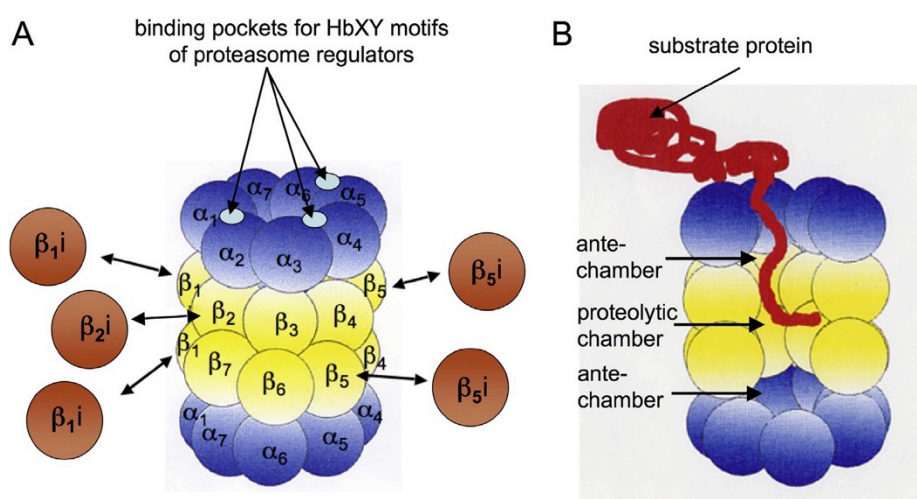 A
binding pockets for HbXY motifs
of proteasome regulators
α₇
α₆
α₅
α₁
α₂
α₃
α₄
β₁i
β₂i
β₁i
β₁
β₂
β₃
β₄
β₅
β₁
β₇
β₆
β₅
β₄
α₁
α₇
α₆
α₅
α₄
β₅i
β₅i
B
substrate protein
ante-
chamber
proteolytic
chamber
ante-
chamber